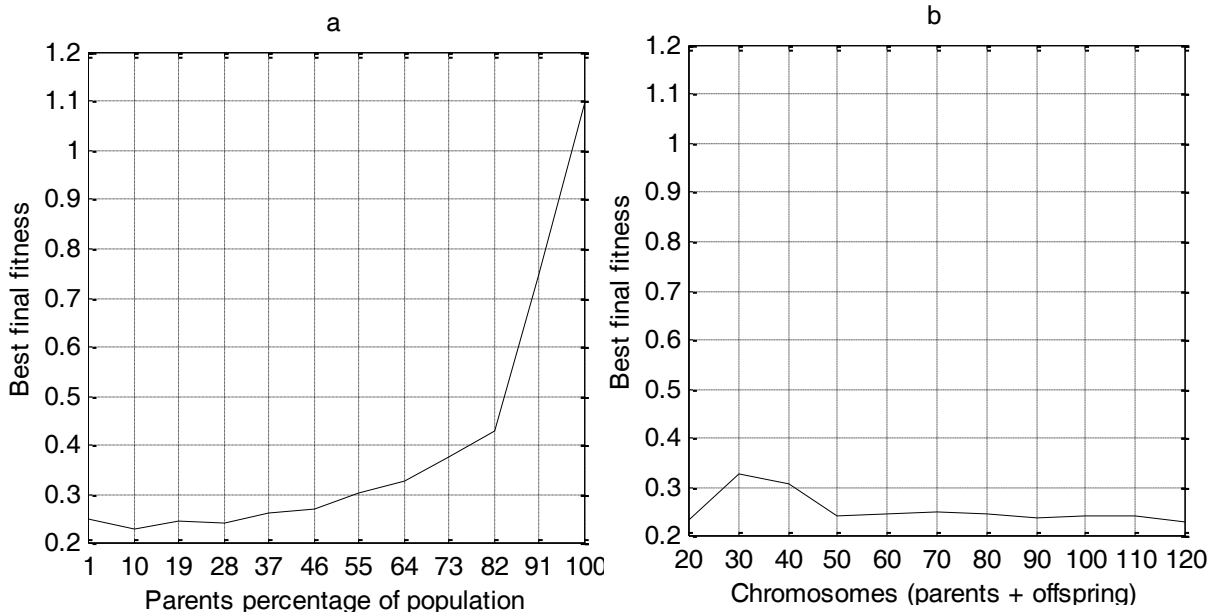 a
1.2
1.1
1
0.9
0.8
0.7
0.6
0.5
0.4
0.3
0.2
1 10 19 28 37 46 55 64 73 82 91 100
Best final fitness
Parents percentage of population
b
1.2
1.1
1
0.9
0.8
0.7
0.6
0.5
0.4
0.3
0.2
20 30 40 50 60 70 80 90 100 110 120
Best final fitness
Chromosomes (parents + offspring)